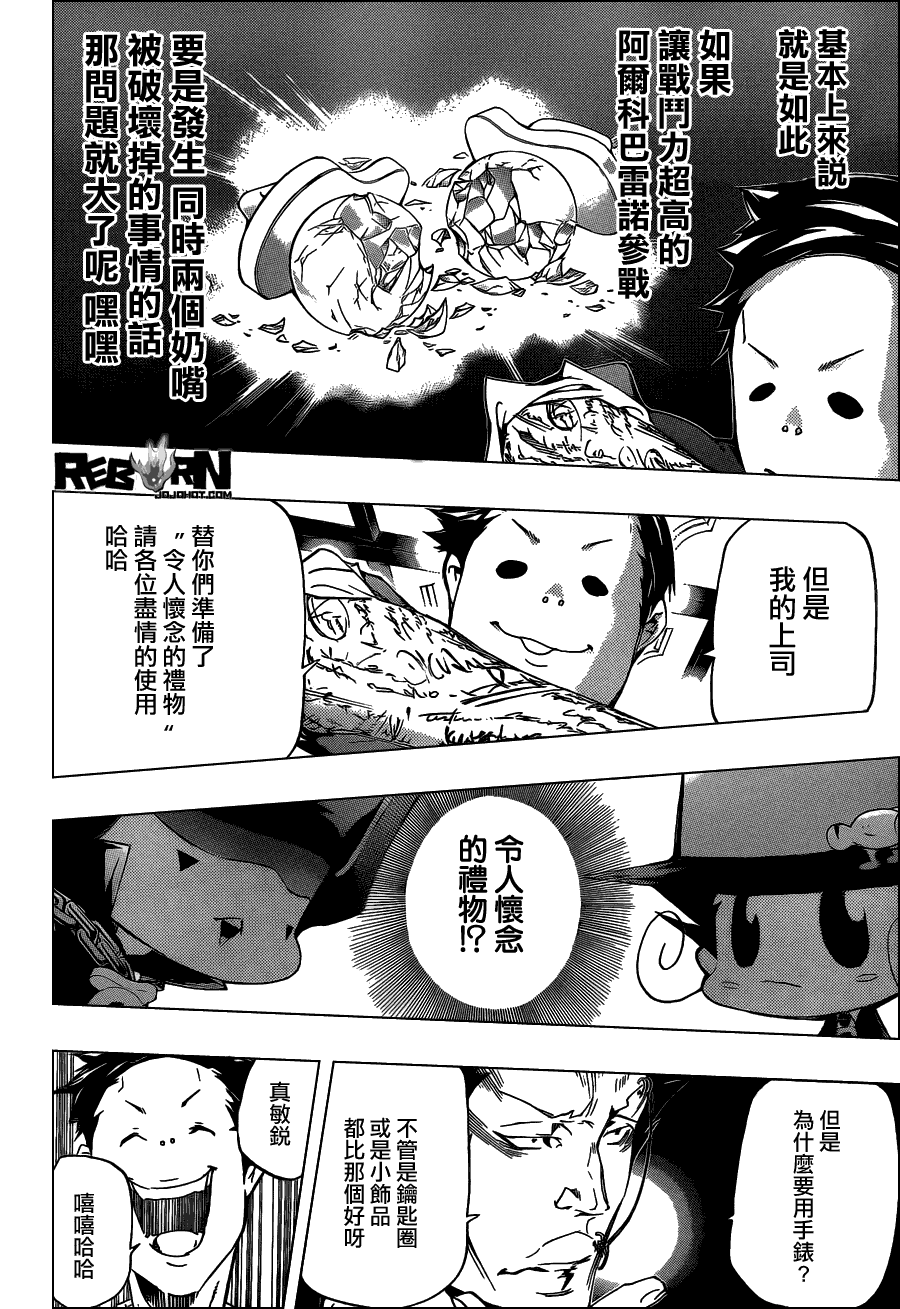 基本上來說
就是如此
如果
讓戰鬥力超高的
阿爾科巴雷諾參戰
要是發生 同時兩個奶嘴
被破壞掉的事情的話
那問題就大了呢 嘿嘿
REBORN
JOJOHOT.COM
但是
我的上司
替你們準備了
〃令人懷念的禮物〃
請各位盡情的使用
哈哈
令人懷念
的禮物!?
但是
為什麼要用手錶？
不管是鑰匙圈
或是小飾品
都比那個好呀
真敏銳
嘻嘻哈哈